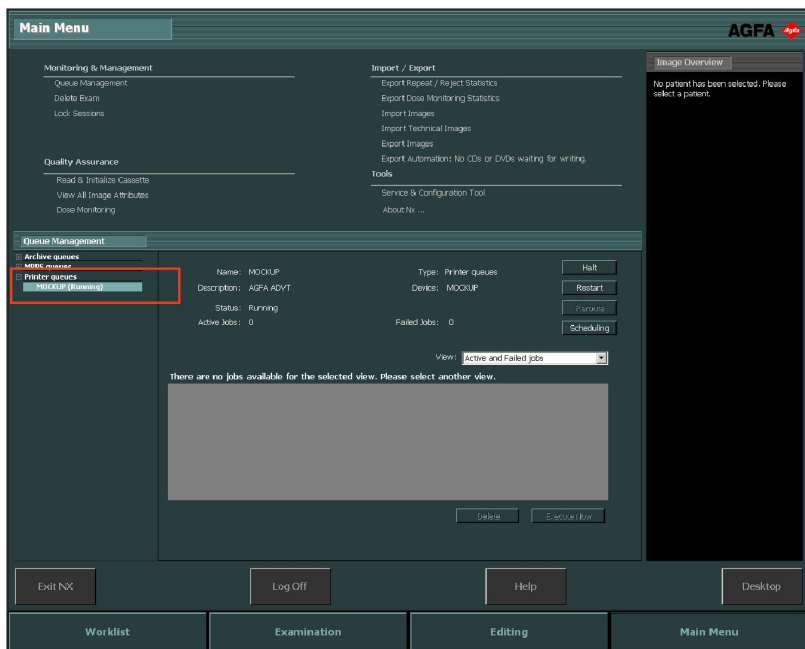 Main Menu
AGFA
Agfa
Monitoring & Management
Queue Management
Delete Exam
Lock Sessions
Quality Assurance
Read & Initialize Cassette
View All Image Attributes
Dose Monitoring
Import / Export
Export Repeat / Reject Statistics
Export Dose Monitoring Statistics
Import Images
Import Technical Images
Export Images
Export Automation: No CDs or DVDs waiting for writing.
Tools
Service & Configuration Tool
About Nx ...
Image Overview
No patient has been selected. Please
select a patient.
Queue Management
Archive queues
MPPS queues
Printer queues
MOCKUP (Running)
Name: MOCKUP
Type: Printer queues
Description: AGFA ADVT
Device: MOCKUP
Status: Running
Active Jobs: 0
Failed Jobs: 0
Halt
Restart
Scheduling
View: Active and Failed jobs
There are no jobs available for the selected view. Please select another view.
Delete
Execute Now
Exit NX
Log Off
Help
Desktop
Worklist
Examination
Editing
Main Menu